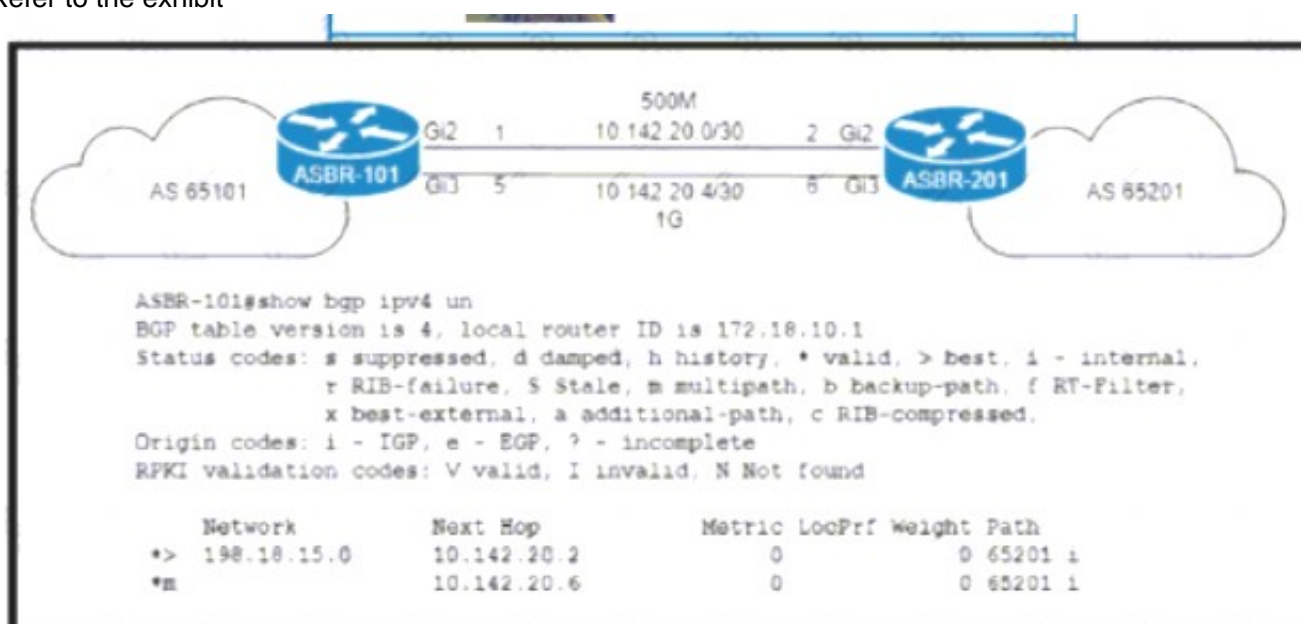 Refer to the exhibit
500M
Gi2 1 10.142.20.0/30 2 Gi2
ASBR-101 ASBR-201
AS 65101 AS 65201
Gi3 5 10.142.20.4/30 6 Gi3
1G
ASBR-101#show bgp ipv4 un
BGP table version is 4, local router ID is 172.18.10.1
Status codes: s suppressed, d damped, h history, * valid, > best, i - internal,
r RIB-failure, S Stale, m multipath, b backup-path, f RT-Filter,
x best-external, a additional-path, c RIB-compressed,
Origin codes: i - IGP, e - EGP, ? - incomplete
RPKI validation codes: V valid, I invalid, N Not found
Network Next Hop Metric LocPrf Weight Path
*> 198.18.15.0 10.142.20.2 0 0 65201 i
*m 10.142.20.6 0 0 65201 i